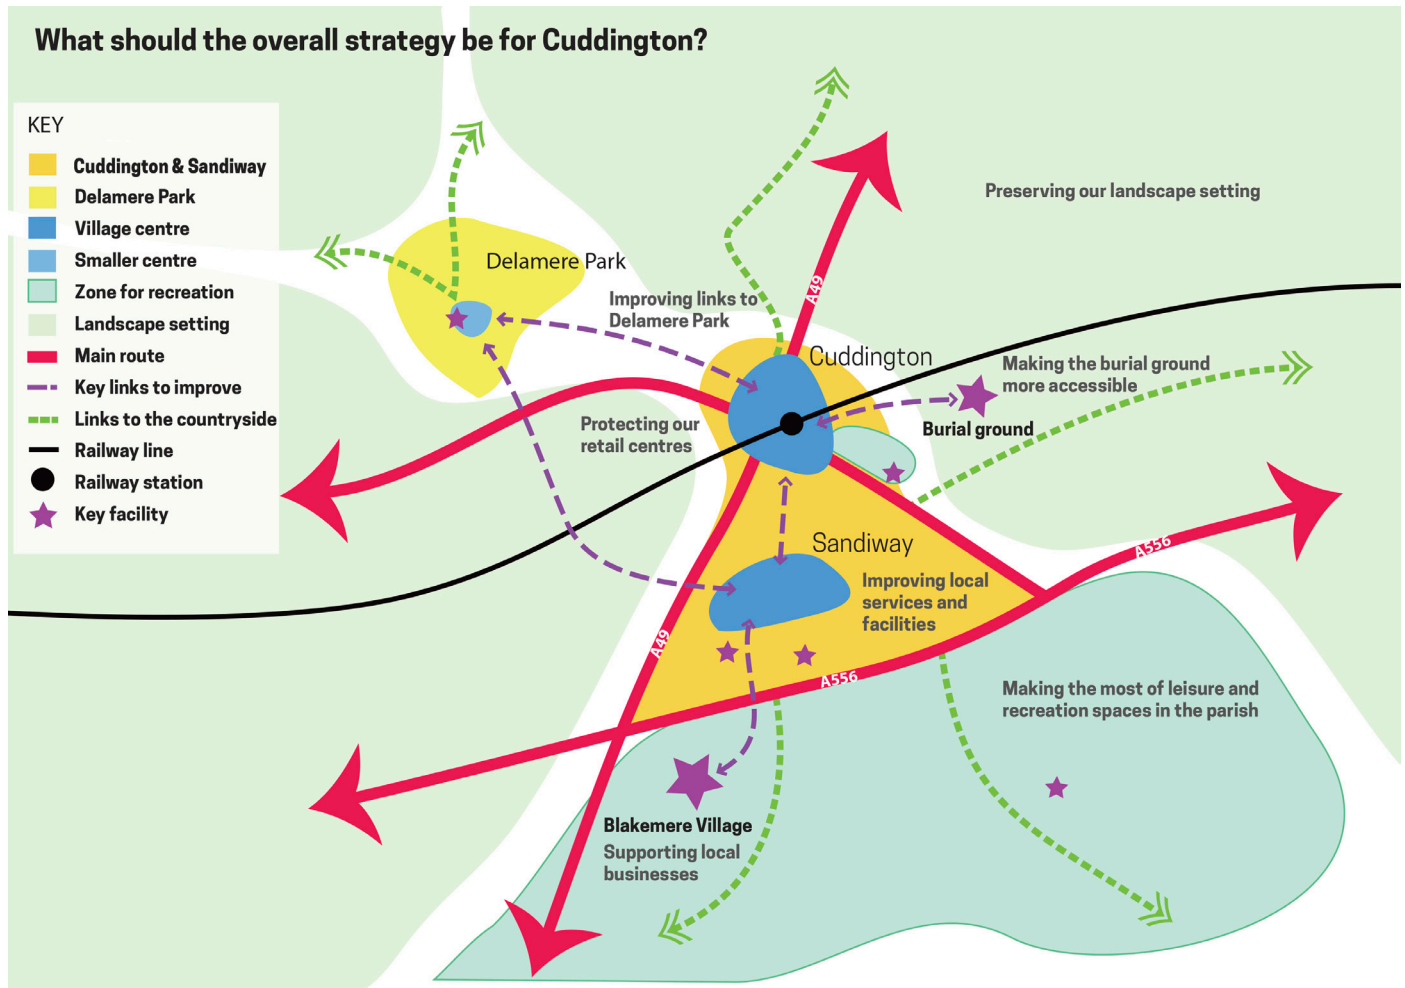 What should the overall strategy be for Cuddington?
KEY
Cuddington & Sandiway
Delamere Park
Village centre
Smaller centre
Zone for recreation
Landscape setting
Main route
Key links to improve
Links to the countryside
Railway line
Railway station
Key facility
Preserving our landscape setting
Delamere Park
Improving links to
Delamere Park
A49
Cuddington
Making the burial ground
more accessible
Burial ground
Protecting our
retail centres
Sandiway
Improving local
services and
facilities
A556
A49
A556
Making the most of leisure and
recreation spaces in the parish
Blakemere Village
Supporting local
businesses